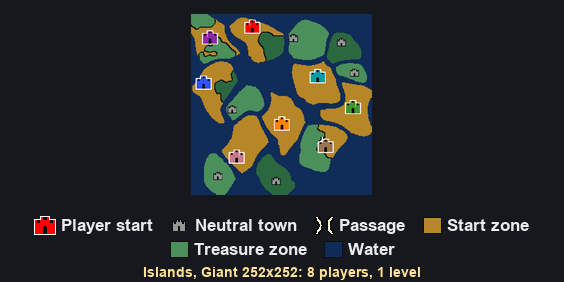 Player start Neutral town Passage Start zone
Treasure zone Water
Islands, Giant 252x252: 8 players, 1 level